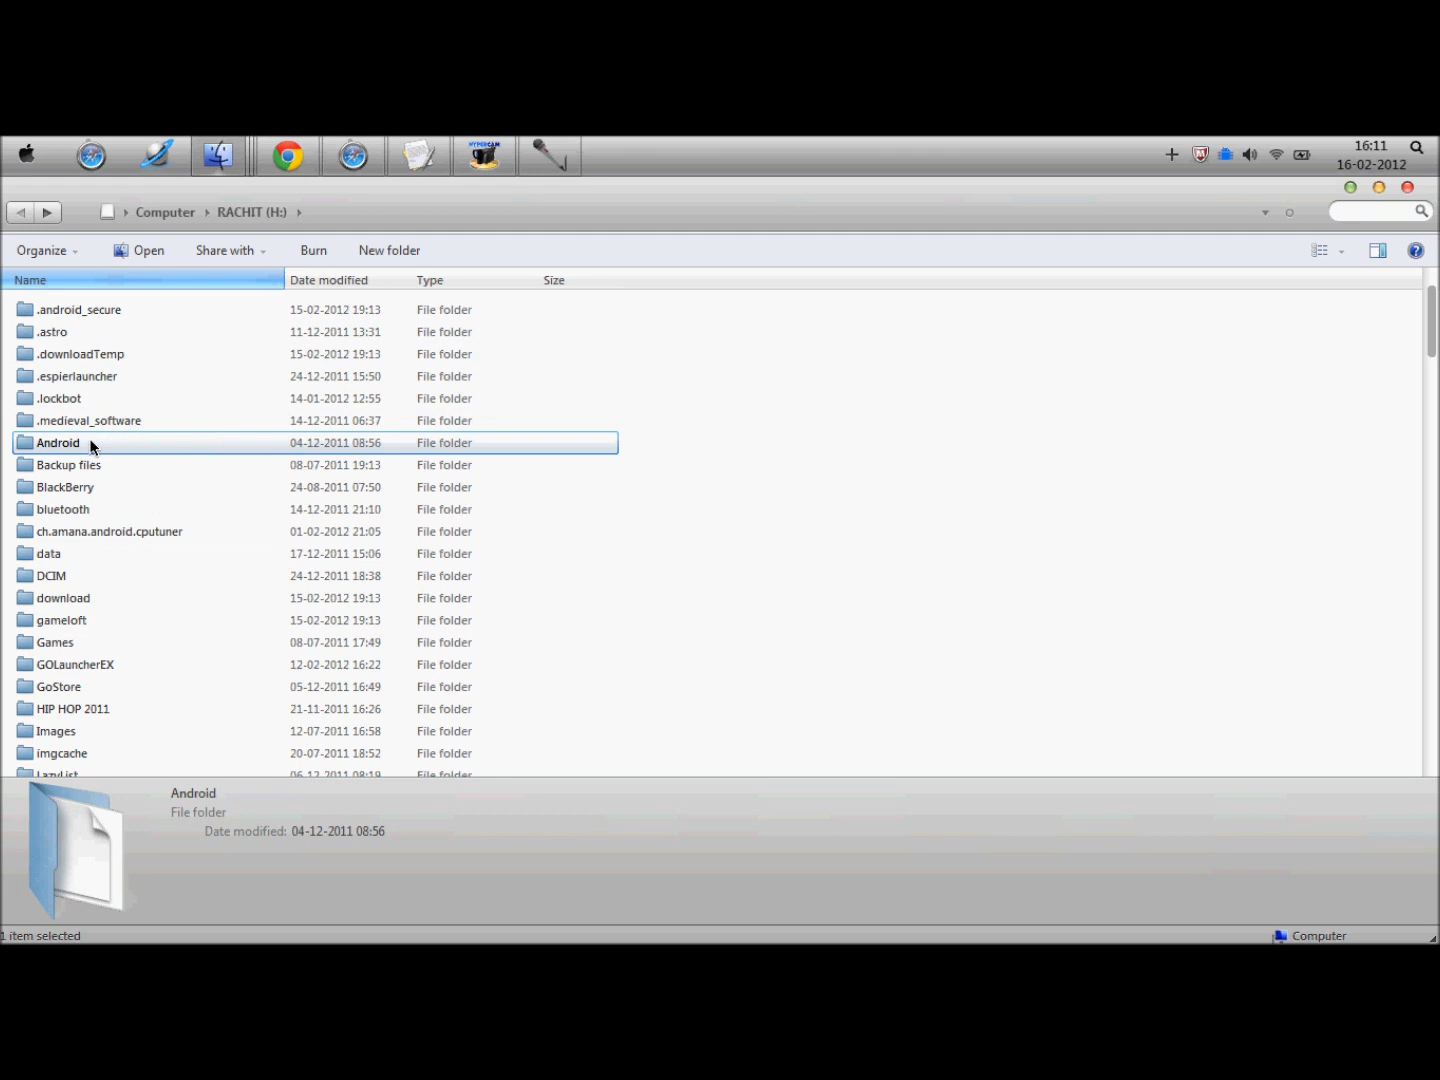 HYPERCAM
16:11
16-02-2012
Computer RACHIT (H:)
Organize Open Share with Burn New folder
Name Date modified Type Size
.android_secure 15-02-2012 19:13 File folder
.astro 11-12-2011 13:31 File folder
.downloadTemp 15-02-2012 19:13 File folder
.espierlauncher 24-12-2011 15:50 File folder
.lockbot 14-01-2012 12:55 File folder
.medieval_software 14-12-2011 06:37 File folder
Android 04-12-2011 08:56 File folder
Backup files 08-07-2011 19:13 File folder
BlackBerry 24-08-2011 07:50 File folder
bluetooth 14-12-2011 21:10 File folder
ch.amana.android.cputuner 01-02-2012 21:05 File folder
data 17-12-2011 15:06 File folder
DCIM 24-12-2011 18:38 File folder
download 15-02-2012 19:13 File folder
gameloft 15-02-2012 19:13 File folder
Games 08-07-2011 17:49 File folder
GOLauncherEX 12-02-2012 16:22 File folder
GoStore 05-12-2011 16:49 File folder
HIP HOP 2011 21-11-2011 16:26 File folder
Images 12-07-2011 16:58 File folder
imgcache 20-07-2011 18:52 File folder
LazyList 06-12-2011 08:19 File folder
Android
File folder
Date modified: 04-12-2011 08:56
1 item selected Computer